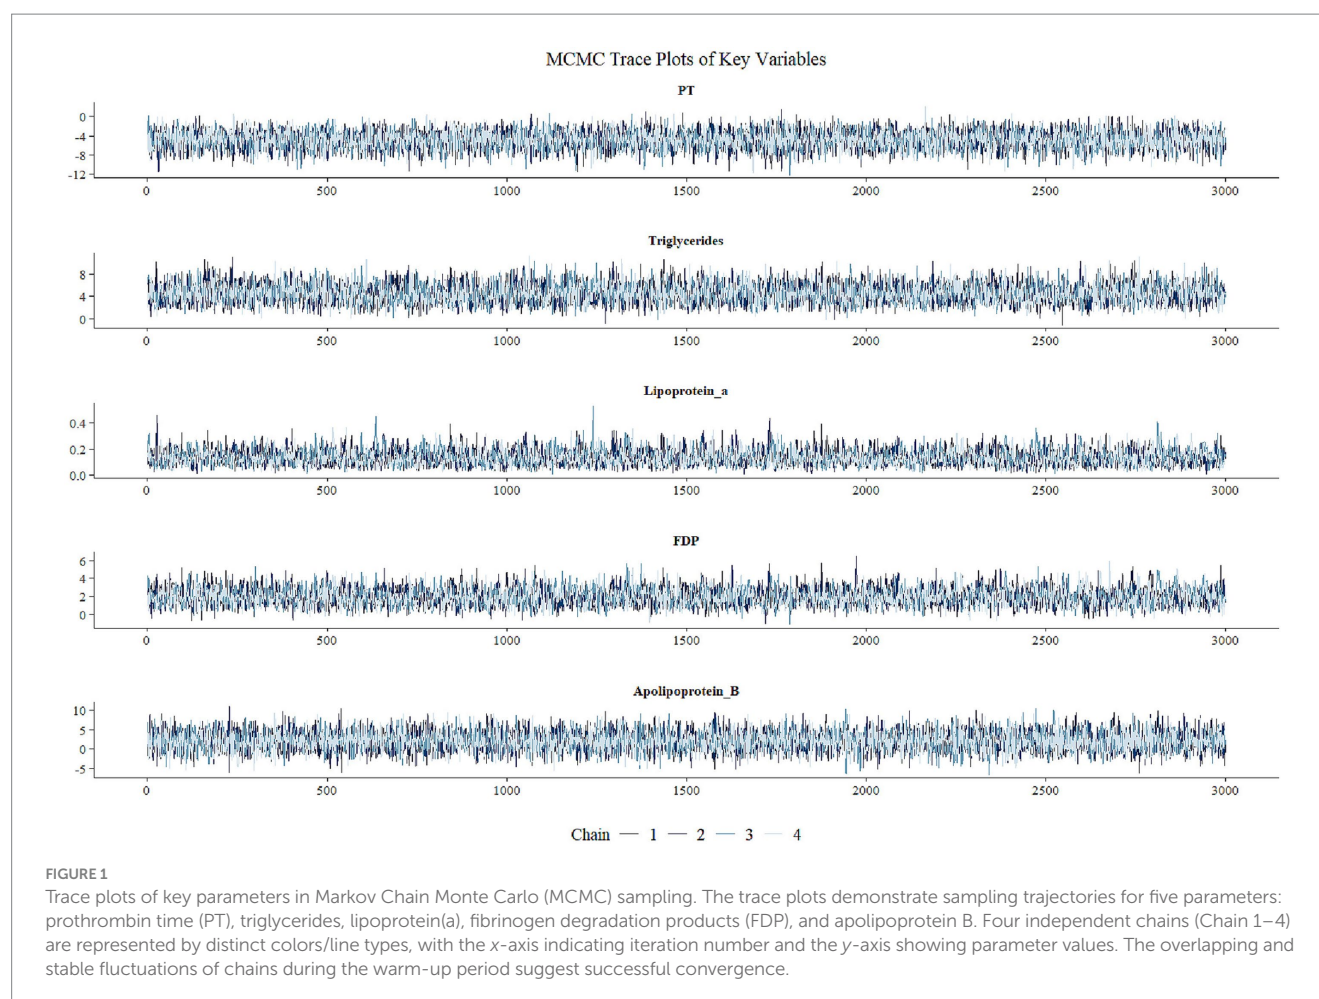 MCMC Trace Plots of Key Variables
PT
0
-4
-8
-12
0 500 1000 1500 2000 2500 3000
Triglycerides
8
4
0
0 500 1000 1500 2000 2500 3000
Lipoprotein_a
0.4
0.2
0.0
0 500 1000 1500 2000 2500 3000
FDP
6
4
2
0
0 500 1000 1500 2000 2500 3000
Apolipoprotein_B
10
5
0
-5
0 500 1000 1500 2000 2500 3000
Chain 1 2 3 4
FIGURE 1
Trace plots of key parameters in Markov Chain Monte Carlo (MCMC) sampling. The trace plots demonstrate sampling trajectories for five parameters:
prothrombin time (PT), triglycerides, lipoprotein(a), fibrinogen degradation products (FDP), and apolipoprotein B. Four independent chains (Chain 1–4)
are represented by distinct colors/line types, with the x-axis indicating iteration number and the y-axis showing parameter values. The overlapping and
stable fluctuations of chains during the warm-up period suggest successful convergence.